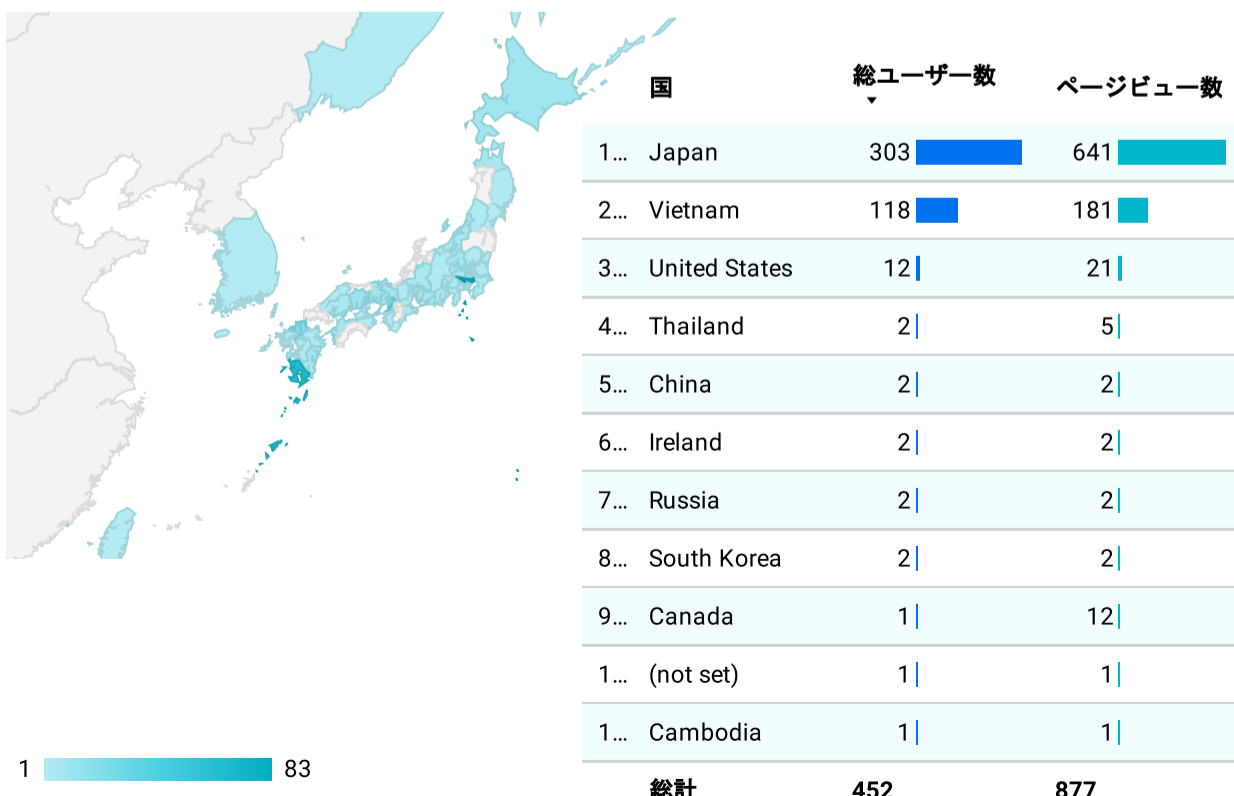 国 総ユーザー数 ページビュー数
1... Japan 303 641
2... Vietnam 118 181
3... United States 12 21
4... Thailand 2 5
5... China 2 2
6... Ireland 2 2
7... Russia 2 2
8... South Korea 2 2
9... Canada 1 12
1... (not set) 1 1
1... Cambodia 1 1
総計 452 877
1 83